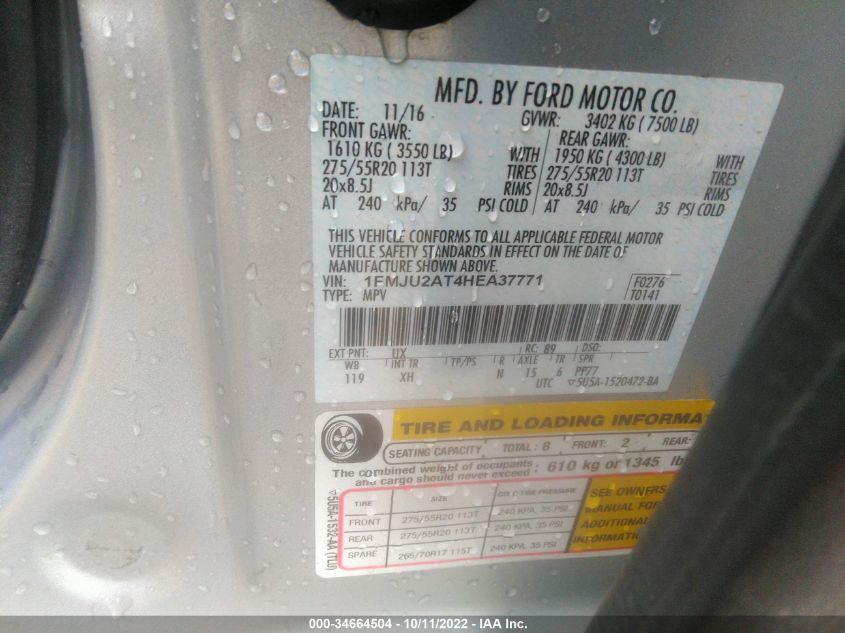 MFD. BY FORD MOTOR CO.
DATE: 11/16 GVWR: 3402 KG ( 7500 LB)
FRONT GAWR: REAR GAWR:
1610 KG ( 3550 LB) WITH 1950 KG ( 4300 LB) WITH
275/55R20 113T TIRES 275/55R20 113T TIRES
20x8.5J RIMS 20x8.5J RIMS
AT 240 kPa/ 35 PSI COLD AT 240 kPa/ 35 PSI COLD
THIS VEHICLE CONFORMS TO ALL APPLICABLE FEDERAL MOTOR
VEHICLE SAFETY STANDARDS IN EFFECT ON THE DATE OF
MANUFACTURE SHOWN ABOVE.
VIN: 1FMJU2AT4HEA37771 F0276
TYPE: MPV T0141
EXT PNT: UX RC: 89 DSO:
WB INT TR TP/PS R AXLE TR SPR
119 XH N 15 6 PP77
UTC ▽5U5A-1520472-BA
TIRE AND LOADING INFORMA
SEATING CAPACITY TOTAL: 8 FRONT: 2 REAR:
The combined weight of occupants
and cargo should never exceed : 610 kg or 1345 lb
TIRE SIZE COLD TIRE PRESSURE
FRONT 275/55R20 113T 240 KPA, 35 PSI
REAR 275/55R20 113T 240 KPA, 35 PSI
SPARE 265/70R17 115T 240 KPA, 35 PSI
SEE OWNERS
MANUAL FOR
ADDITIONAL
INFORMATION
▽5U5A-1532-AA (TLU)
000-34664504 - 10/11/2022 - IAA Inc.